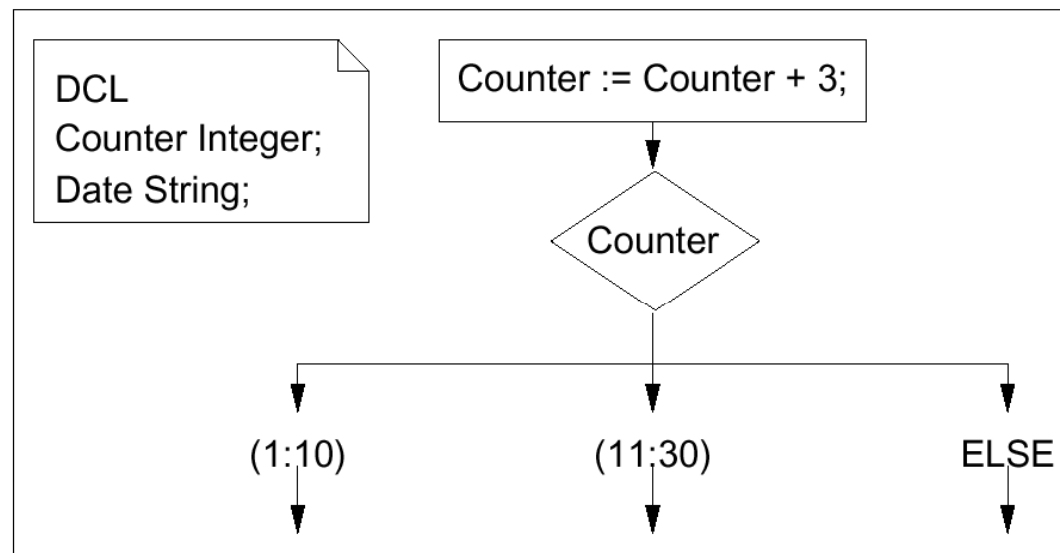 DCL
Counter Integer;
Date String;
Counter := Counter + 3;
Counter
(1:10)
(11:30)
ELSE